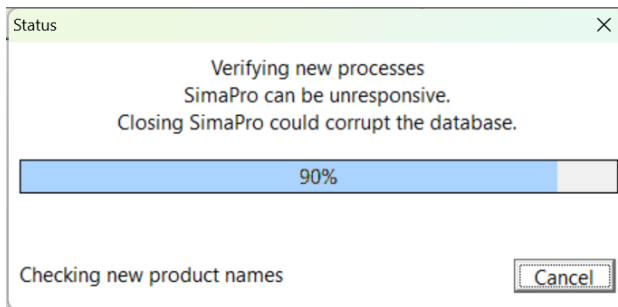 Status
Verifying new processes
SimaPro can be unresponsive.
Closing SimaPro could corrupt the database.
90%
Checking new product names
Cancel